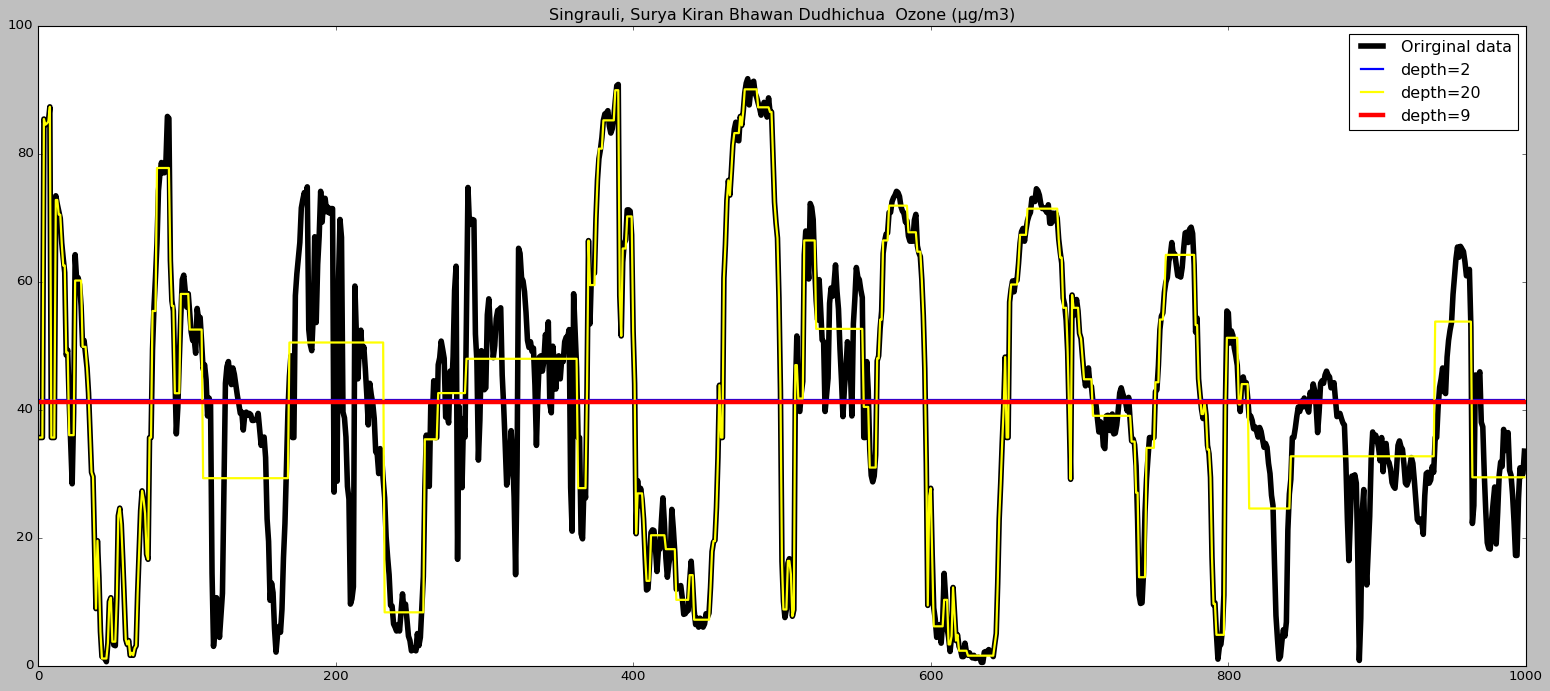 Singrauli, Surya Kiran Bhawan Dudhichua  Ozone (µg/m3)
100
80
60
40
20
0
0 200 400 600 800 1000
Orirginal data
depth=2
depth=20
depth=9